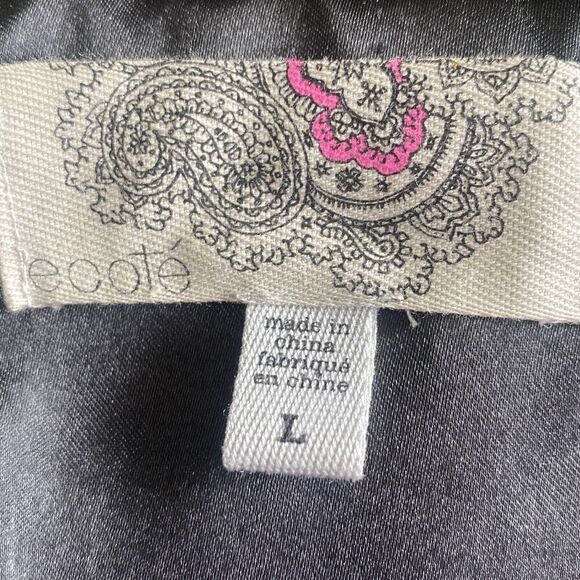 ecoté
made in
china
fabriqué
en chine
L